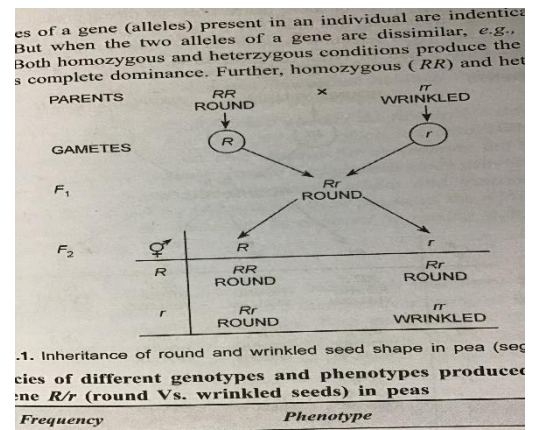 es of a gene (alleles) present in an individual are indentica
But when the two alleles of a gene are dissimilar, e.g.,
Both homozygous and heterzygous conditions produce the
s complete dominance. Further, homozygous (RR) and het
PARENTS RR × rr
ROUND WRINKLED
GAMETES R r
F1 Rr
ROUND
F2 ⚥ R r
R RR Rr
ROUND ROUND
r Rr rr
ROUND WRINKLED
.1. Inheritance of round and wrinkled seed shape in pea (seg
cies of different genotypes and phenotypes produced
ene R/r (round Vs. wrinkled seeds) in peas
Frequency Phenotype